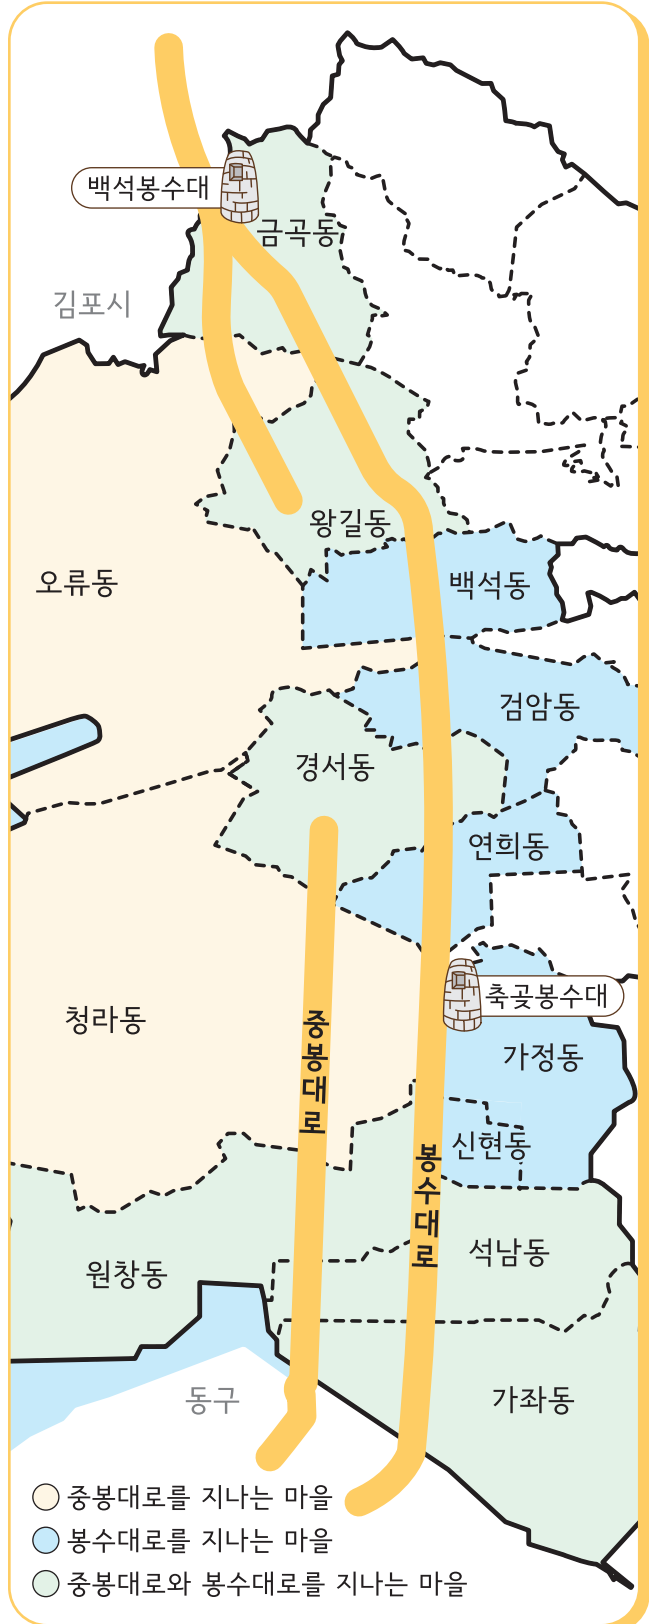 백석봉수대
금곡동
김포시
왕길동
오류동
백석동
검암동
경서동
연희동
축곶봉수대
청라동
중봉대로
가정동
신현동
봉수대로
석남동
원창동
동구
가좌동
중봉대로를 지나는 마을
봉수대로를 지나는 마을
중봉대로와 봉수대로를 지나는 마을